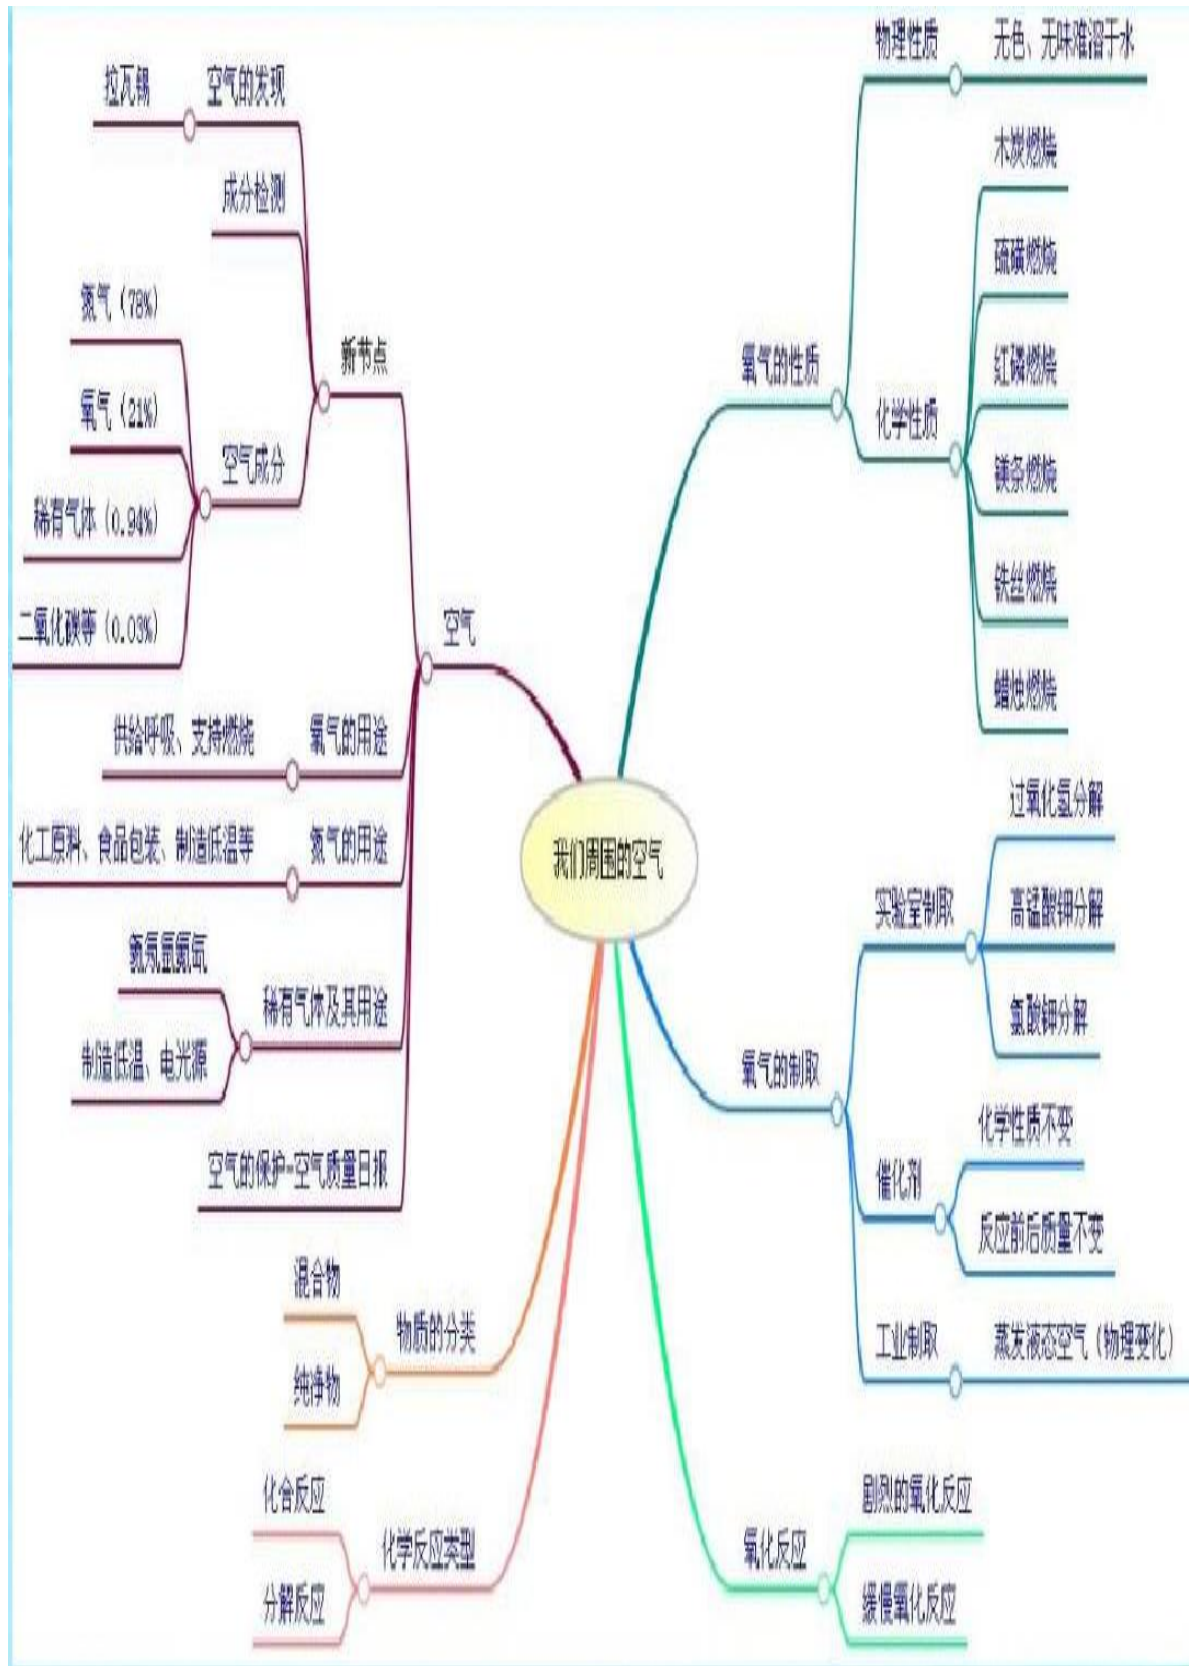 我们周围的空气
空气
新节点
空气的发现
拉瓦锡
成分检测
空气成分
氮气（78%）
氧气（21%）
稀有气体（0.94%）
二氧化碳等（0.03%）
氧气的用途
供给呼吸、支持燃烧
氮气的用途
化工原料、食品包装、制造低温等
稀有气体及其用途
制造低温、电光源
空气的保护-空气质量日报
物质的分类
混合物
纯净物
化学反应类型
化合反应
分解反应
氧气的性质
物理性质
无色、无味难溶于水
化学性质
木炭燃烧
硫磺燃烧
红磷燃烧
镁条燃烧
铁丝燃烧
蜡烛燃烧
氧气的制取
实验室制取
过氧化氢分解
高锰酸钾分解
氯酸钾分解
催化剂
化学性质不变
反应前后质量不变
工业制取
蒸发液态空气（物理变化）
氧化反应
剧烈的氧化反应
缓慢氧化反应